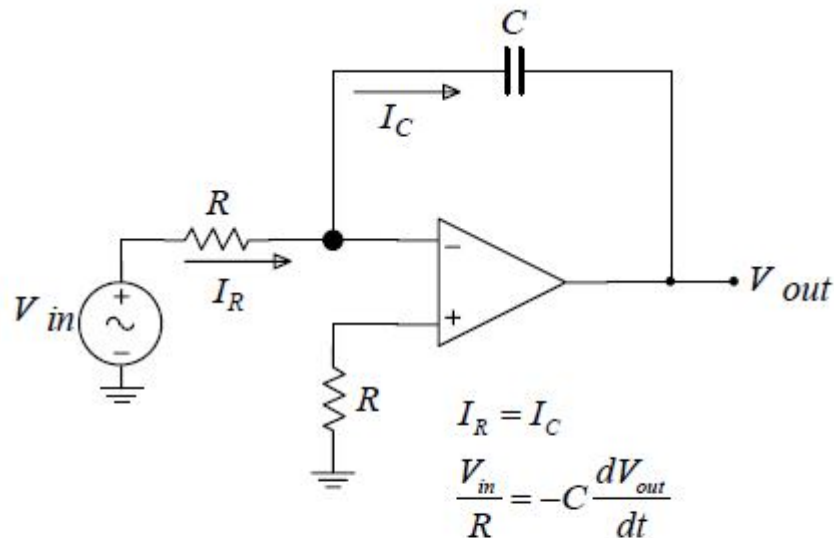 C
I_C
R
I_R
V in
+
−
−
+
V out
R
I_R = I_C
V_in/R = −C dV_out/dt